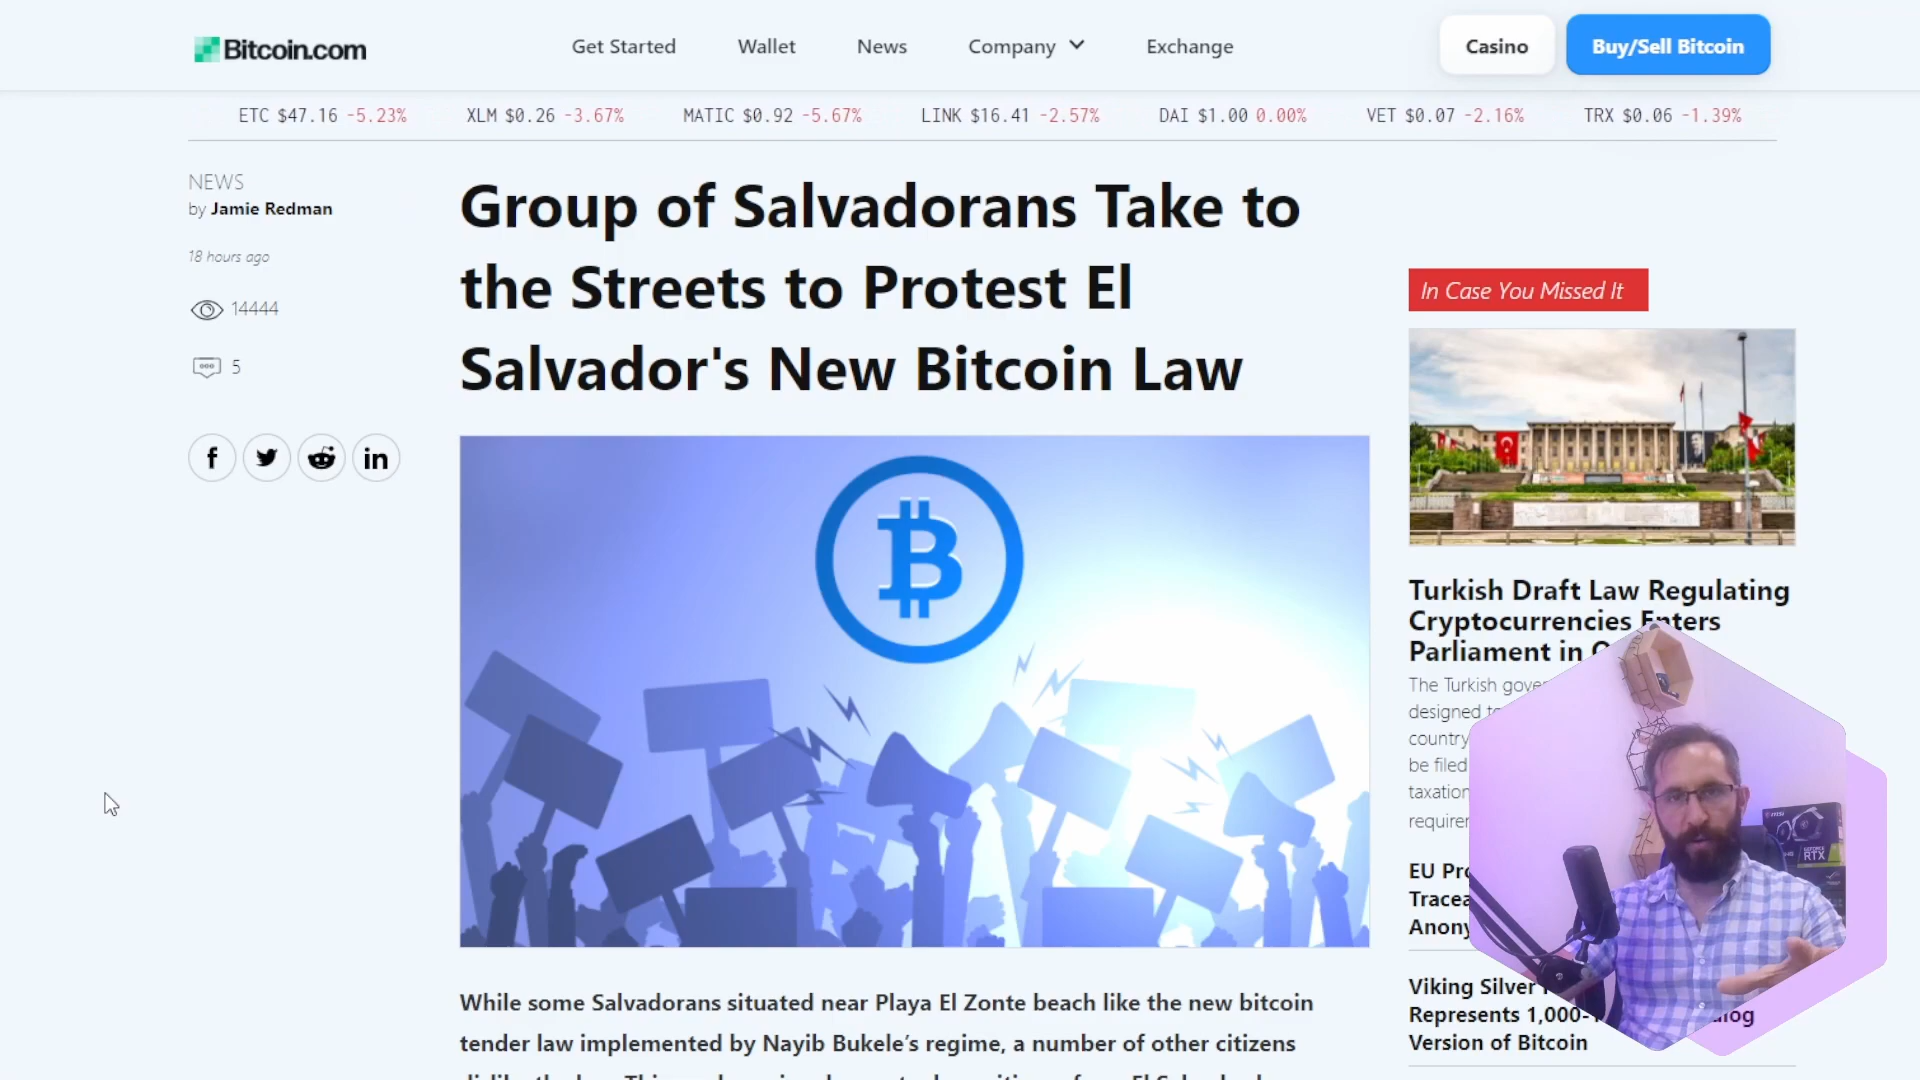 Bitcoin.com
Get Started
Wallet
News
Company
Exchange
Casino
Buy/Sell Bitcoin
ETC $47.16 -5.23%
XLM $0.26 -3.67%
MATIC $0.92 -5.67%
LINK $16.41 -2.57%
DAI $1.00 0.00%
VET $0.07 -2.16%
TRX $0.06 -1.39%
NEWS
by Jamie Redman
18 hours ago
14444
5
Group of Salvadorans Take to
the Streets to Protest El
Salvador's New Bitcoin Law
While some Salvadorans situated near Playa El Zonte beach like the new bitcoin
tender law implemented by Nayib Bukele's regime, a number of other citizens
In Case You Missed It
Turkish Draft Law Regulating
Cryptocurrencies Enters
Parliament in
The Turkish
designed
country
be filed
taxation
EU
Viking Silver
Represents 1,000-
Version of Bitcoin
msi
GEFORCE
RTX